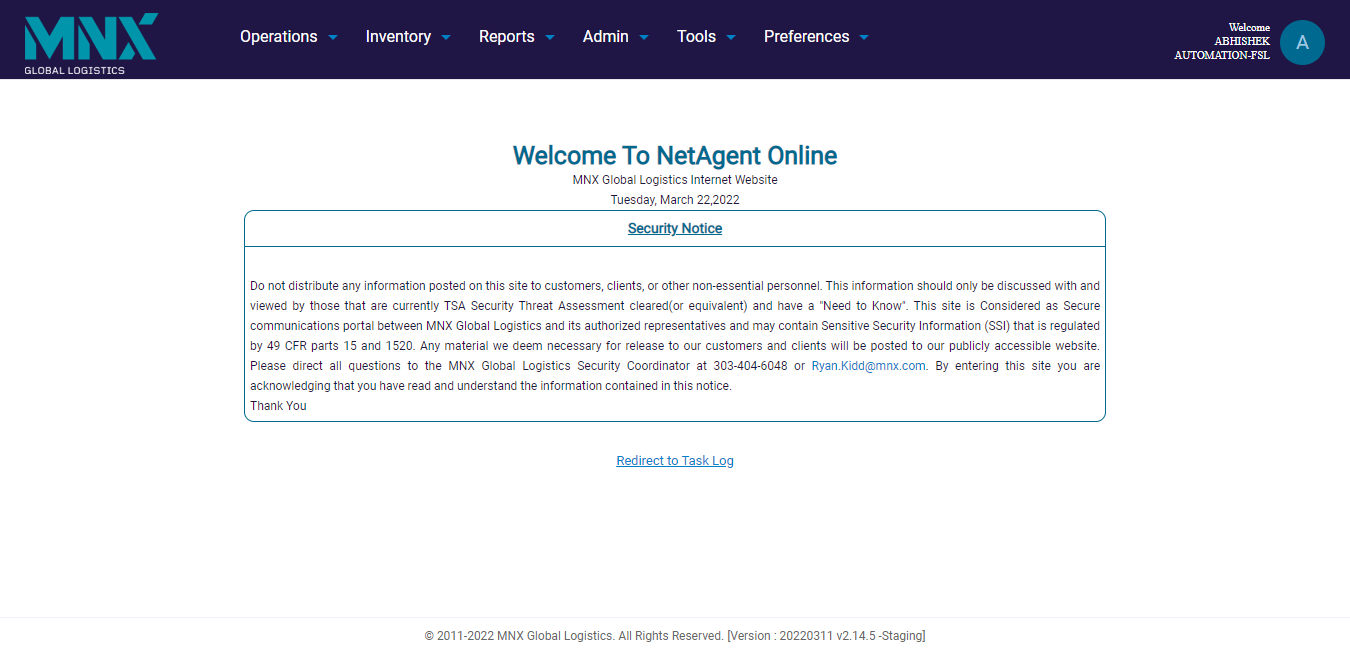 MNX
GLOBAL LOGISTICS
Operations
Inventory
Reports
Admin
Tools
Preferences
Welcome
ABHISHEK
AUTOMATION-FSL
A
Welcome To NetAgent Online
MNX Global Logistics Internet Website
Tuesday, March 22,2022
Security Notice
Do not distribute any information posted on this site to customers, clients, or other non-essential personnel. This information should only be discussed with and
viewed by those that are currently TSA Security Threat Assessment cleared(or equivalent) and have a "Need to Know". This site is Considered as Secure
communications portal between MNX Global Logistics and its authorized representatives and may contain Sensitive Security Information (SSI) that is regulated
by 49 CFR parts 15 and 1520. Any material we deem necessary for release to our customers and clients will be posted to our publicly accessible website.
Please direct all questions to the MNX Global Logistics Security Coordinator at 303-404-6048 or Ryan.Kidd@mnx.com. By entering this site you are
acknowledging that you have read and understand the information contained in this notice.
Thank You
Redirect to Task Log
© 2011-2022 MNX Global Logistics. All Rights Reserved. [Version : 20220311 v2.14.5 -Staging]